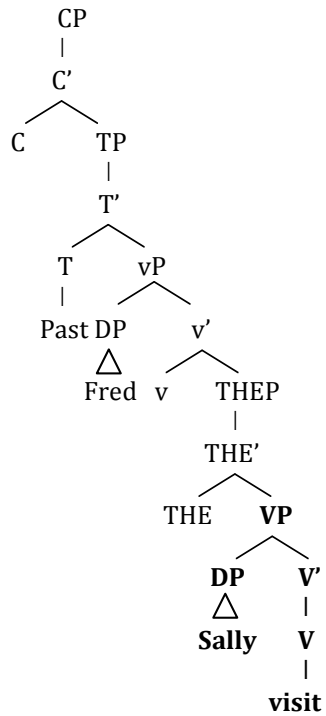 CP
C’
C TP
T’
T vP
Past DP v’
Fred v THEP
THE’
THE VP
DP V’
Sally V
visit